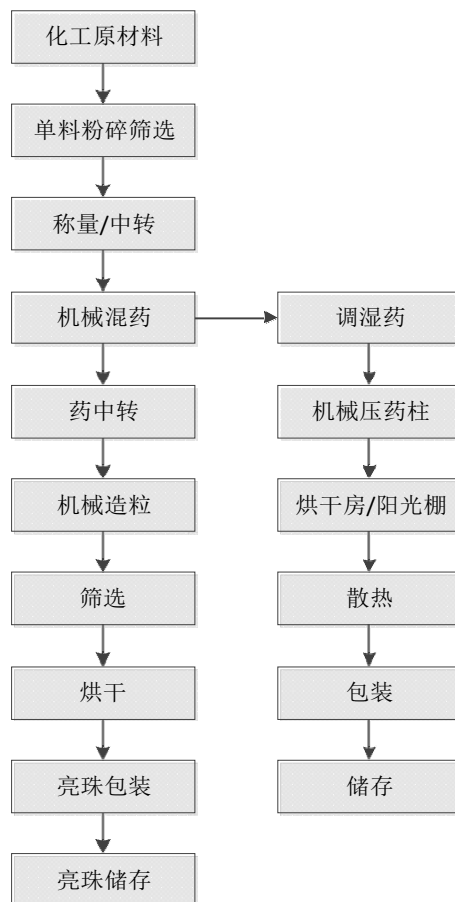 化工原材料
单料粉碎筛选
称量/中转
机械混药
调湿药
药中转
机械压药柱
机械造粒
烘干房/阳光棚
筛选
散热
烘干
包装
亮珠包装
储存
亮珠储存